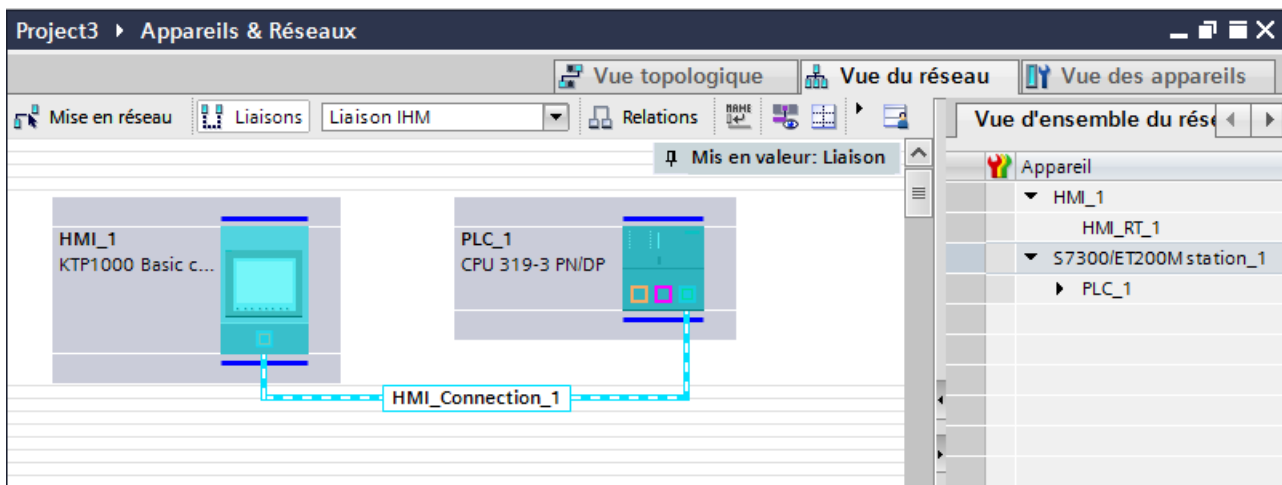 Project3 ▸ Appareils & Réseaux
Vue topologique
Vue du réseau
Vue des appareils
Mise en réseau
Liaisons
Liaison IHM
Relations
Vue d'ensemble du rés
Mis en valeur: Liaison
Appareil
HMI_1
HMI_RT_1
S7300/ET200M station_1
PLC_1
HMI_1
KTP1000 Basic c...
PLC_1
CPU 319-3 PN/DP
HMI_Connection_1